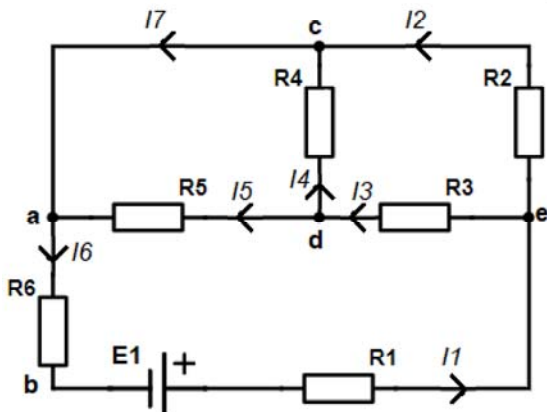 I7 c I2
R4 R2
R5 I5 I4 I3 R3
a d e
I6
R6
E1 + R1 I1
b